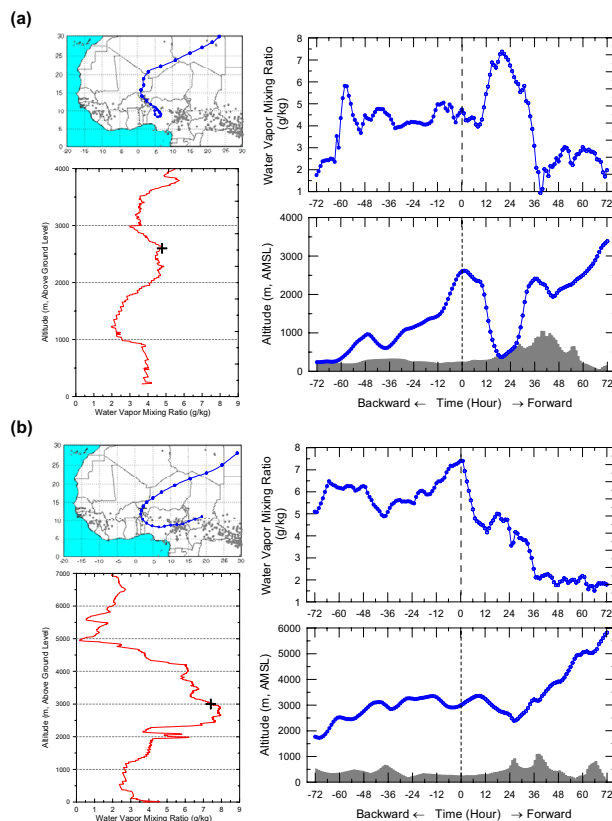 (a)
30
25
20
15
10
5
0
-20 -15 -10 -5 0 5 10 15 20 25 30
Altitude (m, Above Ground Level)
4000
3000
2000
1000
0
0 1 2 3 4 5 6 7 8 9
Water Vapor Mixing Ratio (g/kg)
Water Vapor Mixing Ratio
(g/kg)
8
7
6
5
4
3
2
1
-72 -60 -48 -36 -24 -12 0 12 24 36 48 60 72
Altitude (m, AMSL)
4000
3000
2000
1000
0
-72 -60 -48 -36 -24 -12 0 12 24 36 48 60 72
Backward ← Time (Hour) → Forward
(b)
30
25
20
15
10
5
0
-20 -15 -10 -5 0 5 10 15 20 25 30
Altitude (m, Above Ground Level)
7000
6000
5000
4000
3000
2000
1000
0
0 1 2 3 4 5 6 7 8 9
Water Vapor Mixing Ratio (g/kg)
Water Vapor Mixing Ratio
g/kg)
8
7
6
5
4
3
2
1
-72 -60 -48 -36 -24 -12 0 12 24 36 48 60 72
Altitude (m, AMSL)
6000
5000
4000
3000
2000
1000
0
-72 -60 -48 -36 -24 -12 0 12 24 36 48 60 72
Backward ← Time (Hour) → Forward